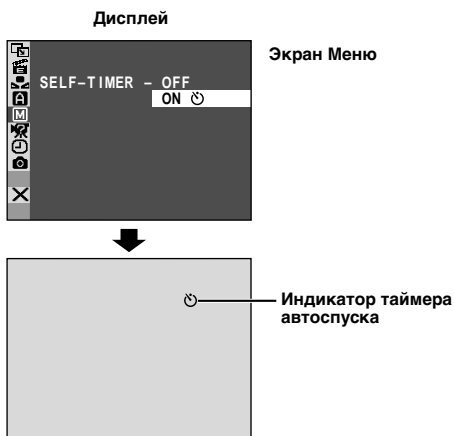 Дисплей
Экран Меню
SELF-TIMER – OFF
ON
A
M
Индикатор таймера
автоспуска